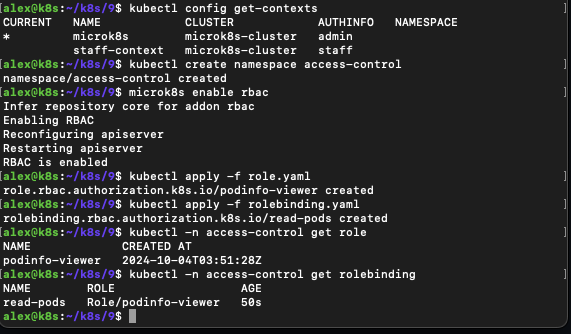 [alex@k8s:~/k8s/9$ kubectl config get-contexts ]
CURRENT   NAME            CLUSTER            AUTHINFO   NAMESPACE
*         microk8s        microk8s-cluster   admin
          staff-context   microk8s-cluster   staff
[alex@k8s:~/k8s/9$ kubectl create namespace access-control ]
namespace/access-control created
[alex@k8s:~/k8s/9$ microk8s enable rbac ]
Infer repository core for addon rbac
Enabling RBAC
Reconfiguring apiserver
Restarting apiserver
RBAC is enabled
[alex@k8s:~/k8s/9$ kubectl apply -f role.yaml ]
role.rbac.authorization.k8s.io/podinfo-viewer created
[alex@k8s:~/k8s/9$ kubectl apply -f rolebinding.yaml ]
rolebinding.rbac.authorization.k8s.io/read-pods created
[alex@k8s:~/k8s/9$ kubectl -n access-control get role ]
NAME             CREATED AT
podinfo-viewer   2024-10-04T03:51:28Z
[alex@k8s:~/k8s/9$ kubectl -n access-control get rolebinding ]
NAME        ROLE                  AGE
read-pods   Role/podinfo-viewer   50s
alex@k8s:~/k8s/9$